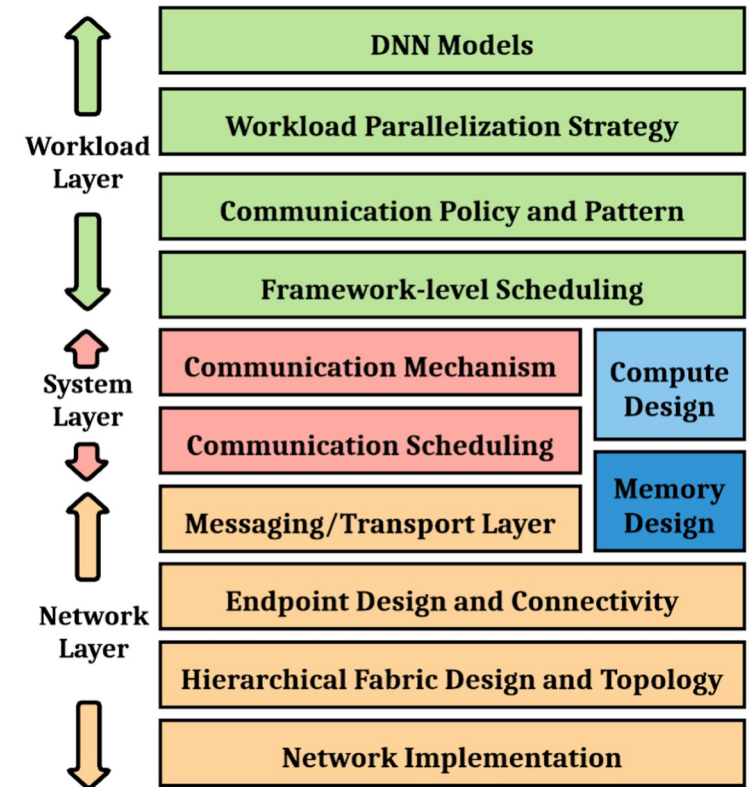 DNN Models
Workload Parallelization Strategy
Workload
Layer
Communication Policy and Pattern
Framework-level Scheduling
Communication Mechanism
Compute
Design
System
Layer
Communication Scheduling
Memory
Design
Messaging/Transport Layer
Endpoint Design and Connectivity
Network
Layer
Hierarchical Fabric Design and Topology
Network Implementation